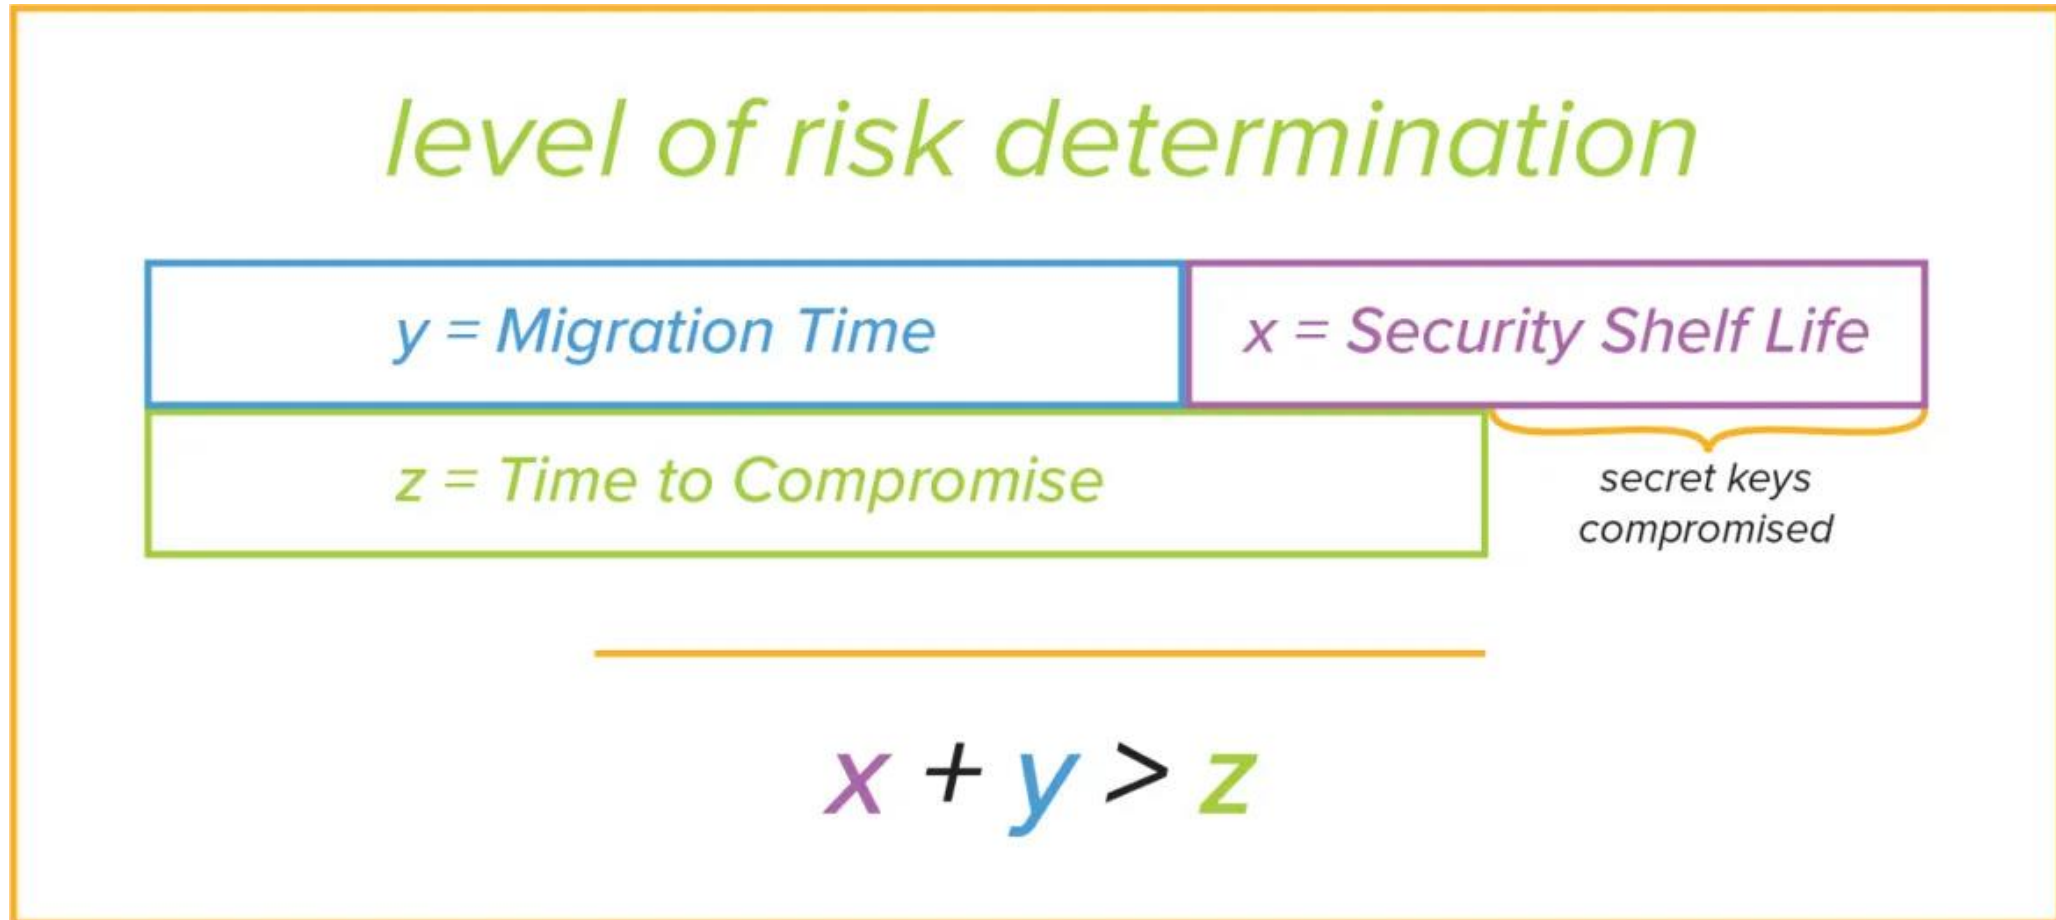 level of risk determination
y = Migration Time
x = Security Shelf Life
z = Time to Compromise
secret keys
compromised
x + y > z